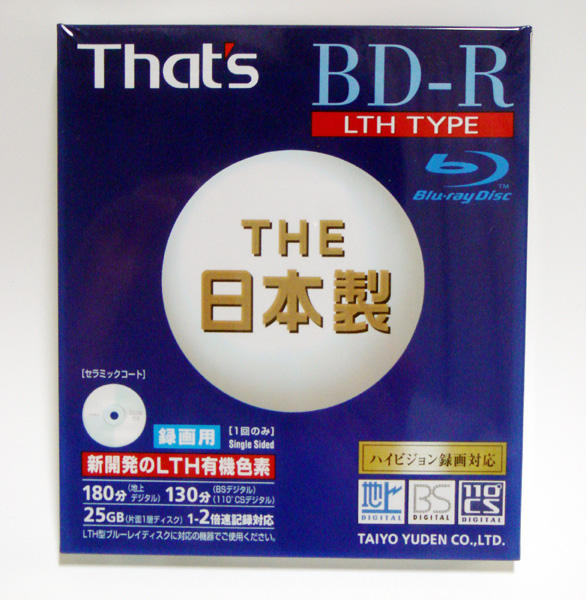 That's
BD-R
LTH TYPE
Blu-ray Disc
TM
THE
日本製
[セラミックコート]
録画用
[1回のみ]
Single Sided
新開発のLTH有機色素
180分(地上デジタル) 130分(BSデジタル)(110°CSデジタル)
25GB(片面1層ディスク) 1-2倍速記録対応
LTH型ブルーレイディスクに対応の機器でご使用ください。
ハイビジョン録画対応
地上 DIGITAL
BS DIGITAL
110° CS DIGITAL
TAIYO YUDEN CO.,LTD.